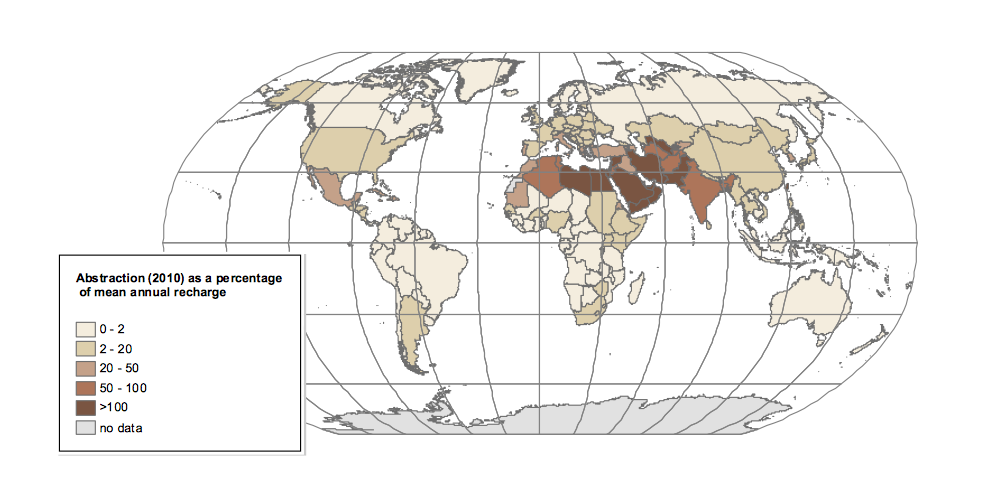 Abstraction (2010) as a percentage
of mean annual recharge
0 - 2
2 - 20
20 - 50
50 - 100
>100
no data